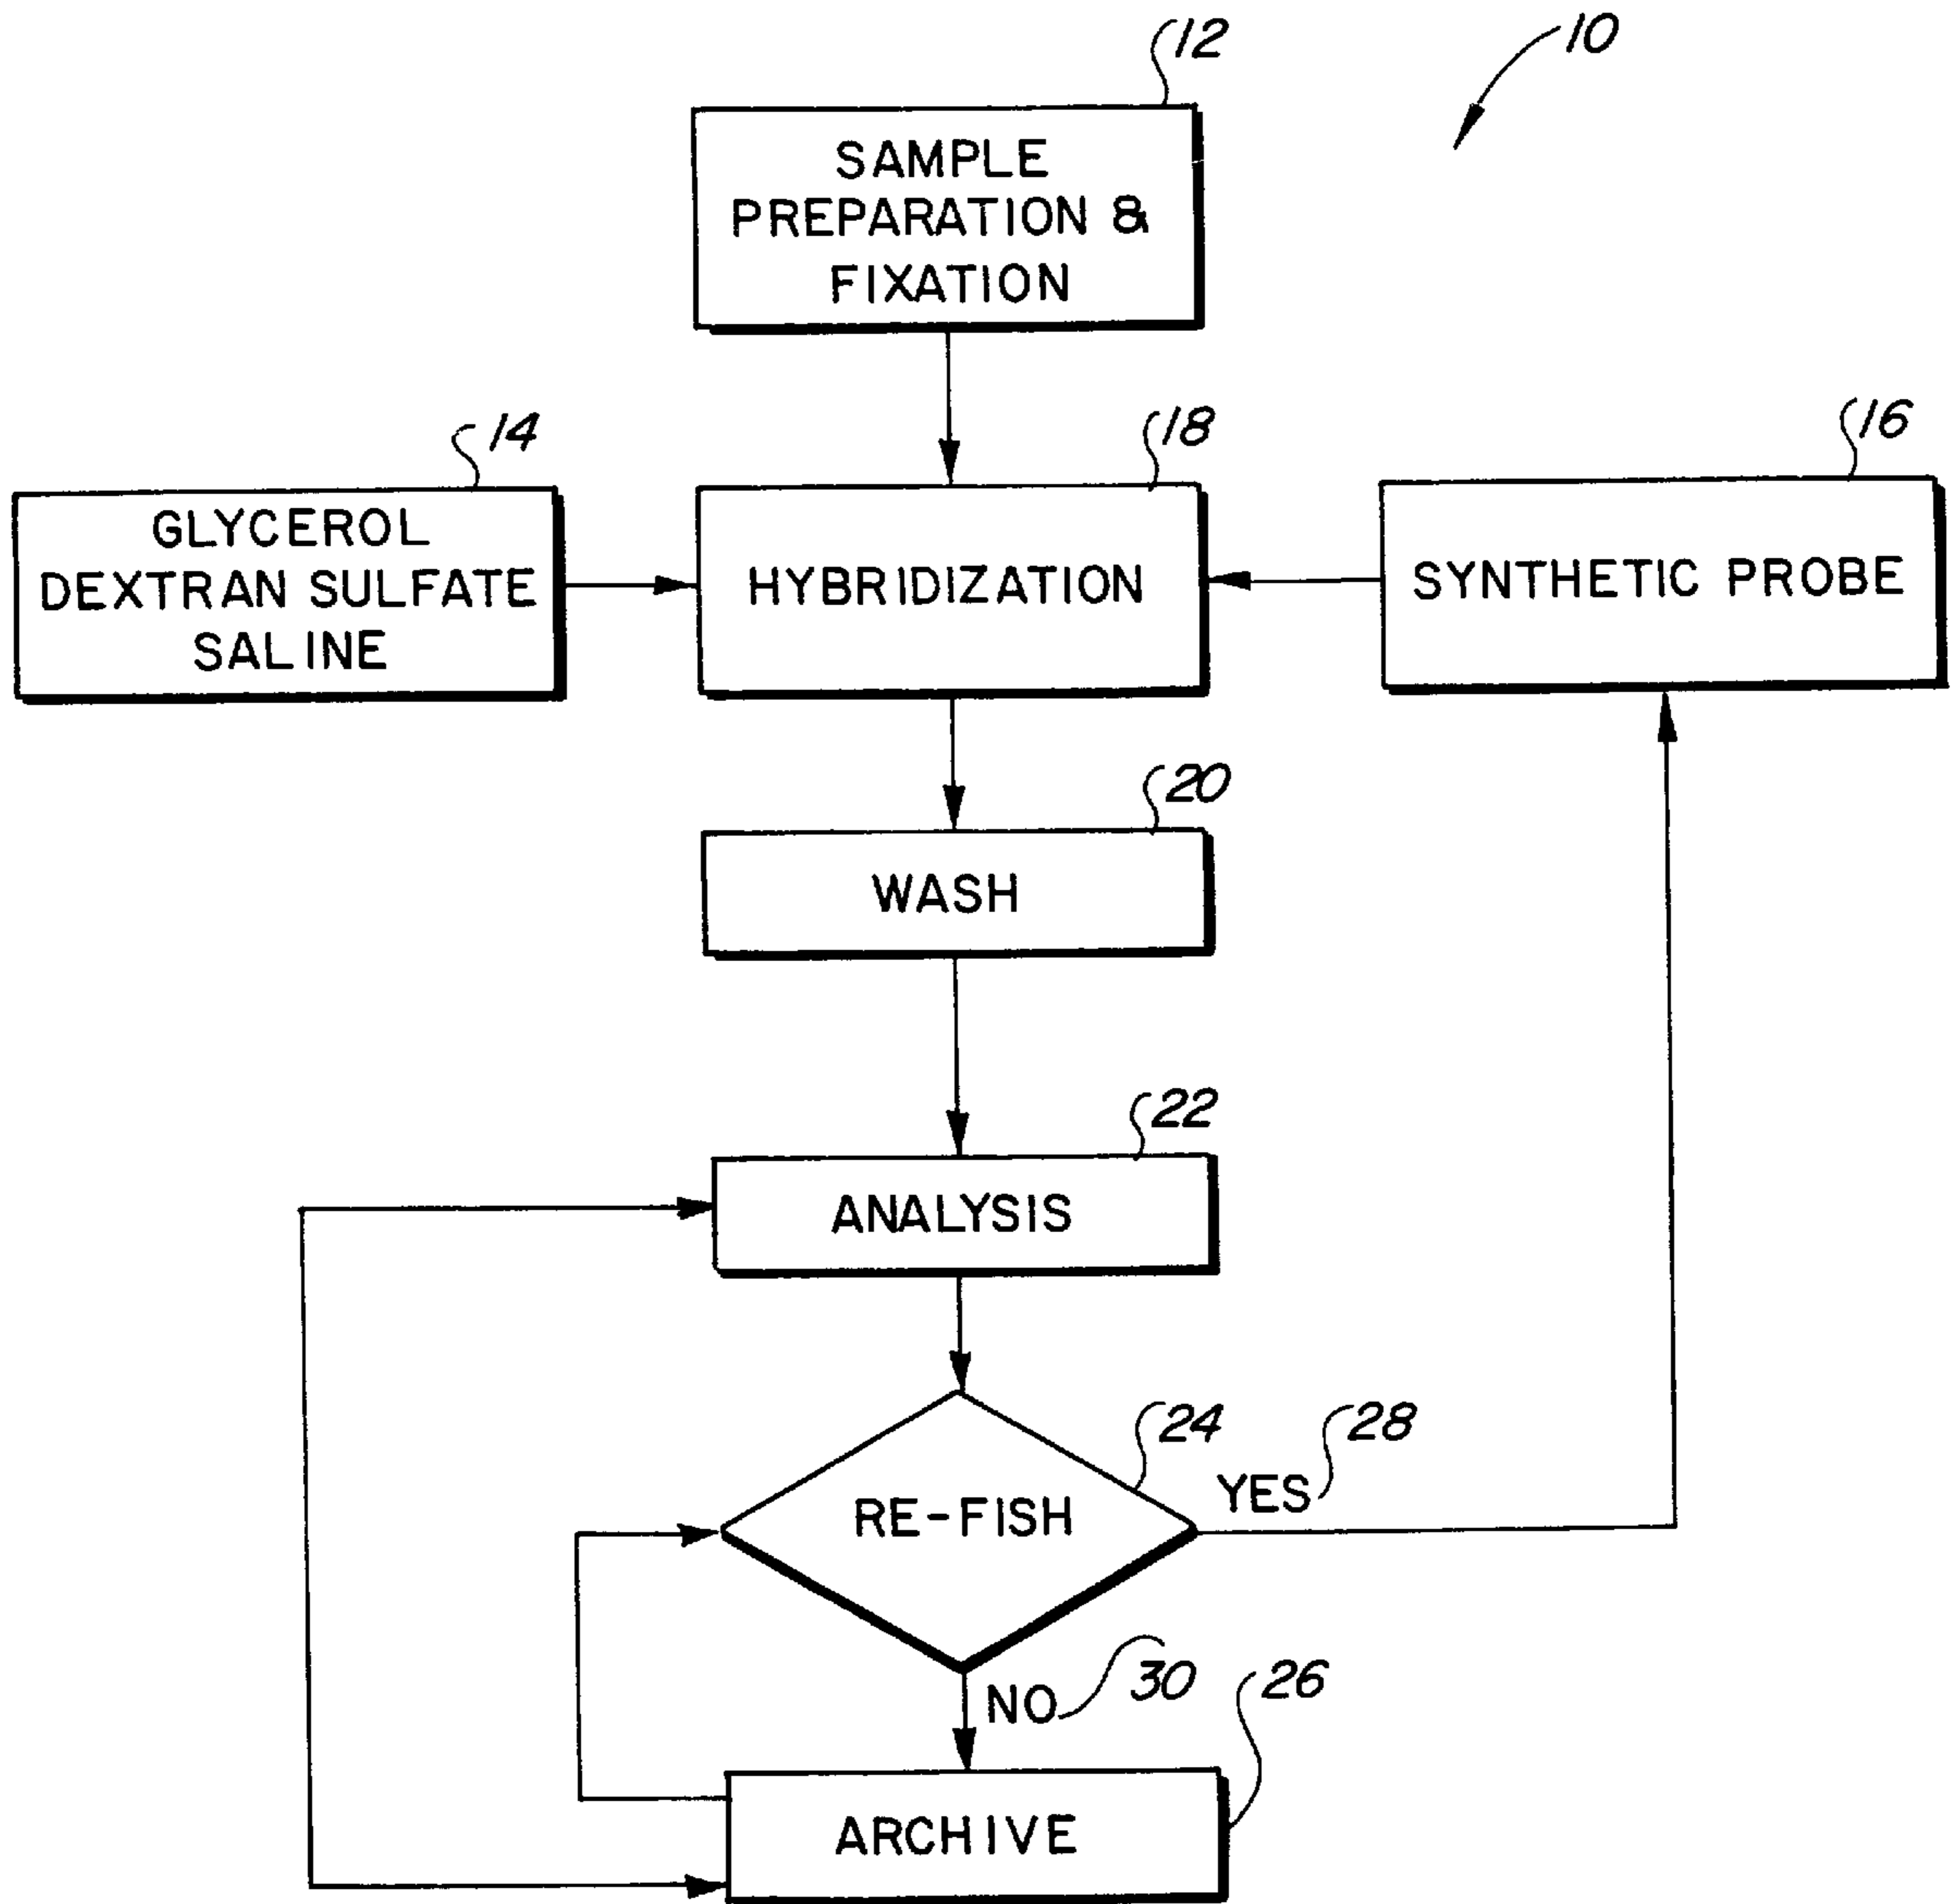 12
10
SAMPLE
PREPARATION &
FIXATION
14
18
16
GLYCEROL
DEXTRAN SULFATE
SALINE
HYBRIDIZATION
SYNTHETIC PROBE
20
WASH
22
ANALYSIS
24
28
YES
RE-FISH
30
NO
26
ARCHIVE